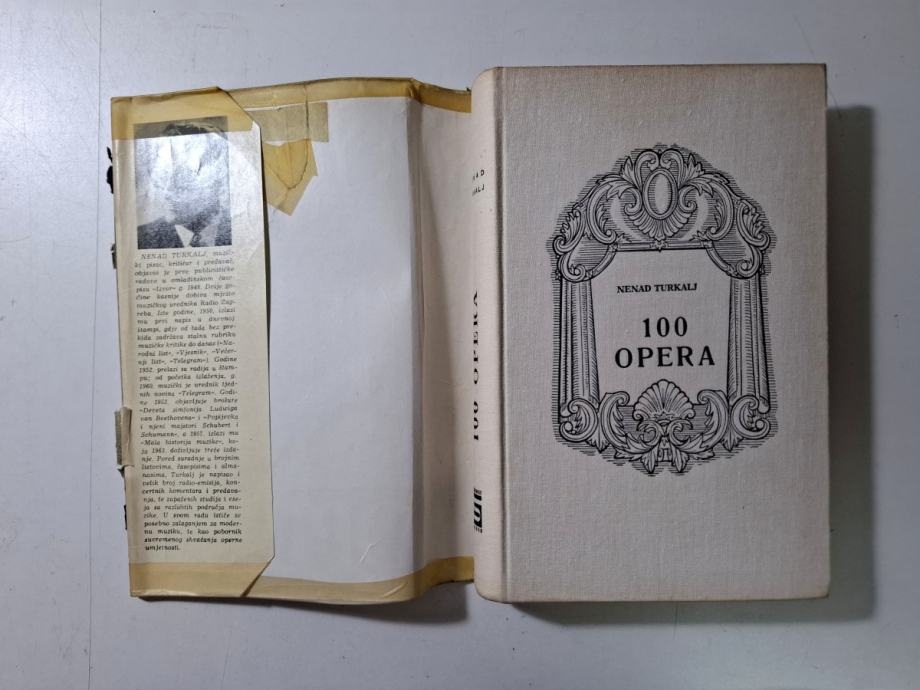 NENAD TURKALJ, muzič-
ki pisac, kritičar i predavač,
objavio je prve publicističke
radove u omladinskom časo-
pisu »Izvor« g. 1948. Dvije go-
dine kasnije dobiva mjesto
muzičkog urednika Radio Zag-
reba. Iste godine, 1950, izlazi
mu prvi napis u dnevnoj
štampi, gdje od tada bez pre-
kida zadržava stalnu rubriku
muzičke kritike do danas (»Na-
rodni list«, »Vjesnik«, »Večer-
nji list«, »Telegram«). Godine
1952. prelazi sa radija u štam-
pu; od početka izlaženja, g.
1960. muzički je urednik tjed-
nih novina »Telegram«. Godi-
ne 1952. objavljuje brošure
»Deveta simfonija Ludwiga
van Beethovena« i »Popijevka
i njeni majstori Schubert i
Schumann«, a 1957. izlazi mu
»Mala historija muzike«, ko-
ja 1963. doživljuje treće izda-
nje. Pored suradnje u brojnim
listovima, časopisima i alma-
nasima, Turkalj je napisao
velik broj radio-emisija, kon-
certnih komentara i predava-
nja, te zapaženih studija i ese-
ja sa različitih područja mu-
zike. U svom radu ističe se
posebno zalaganjem za moder-
nu muziku, te kao pobornik
suvremenog shvaćanja operne
umjetnosti.
100 OPERA
NENAD TURKALJ
100
OPERA